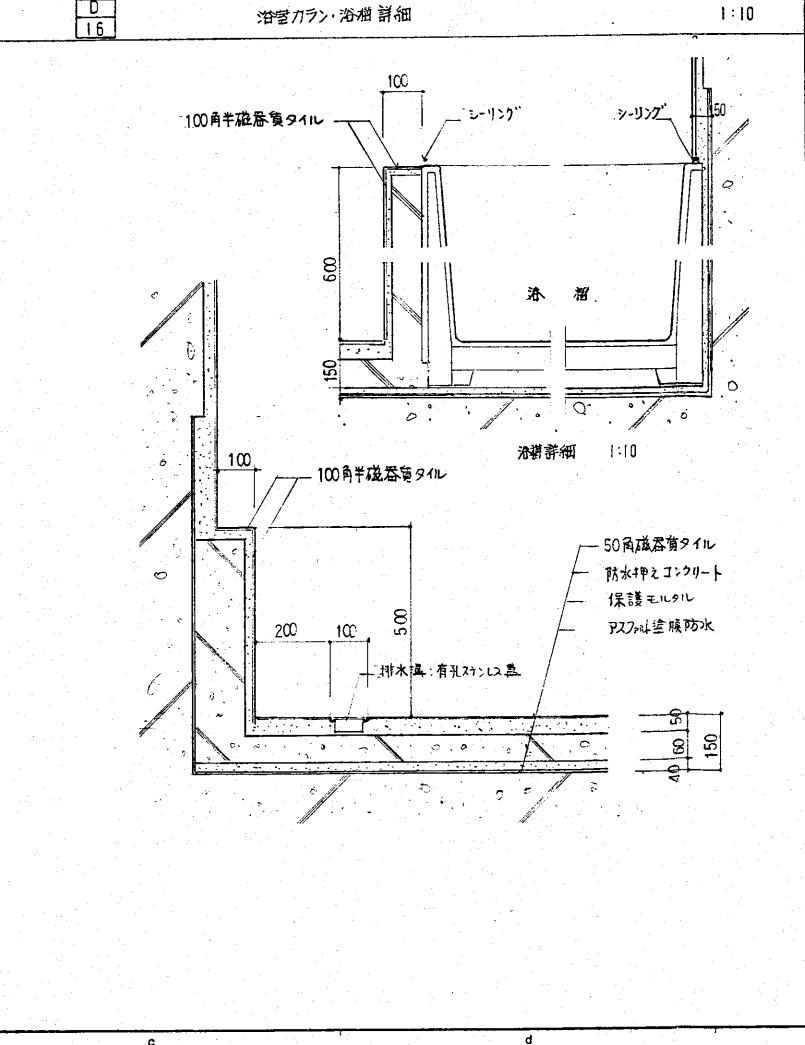 D
16
浴室カラン・浴槽詳細
1:10
100
100角半磁器質タイル
シーリング
シーリング
50
600
浴槽
150
浴槽詳細 1:10
100
100角半磁器質タイル
50角磁器質タイル
防水押えコンクリート
保護モルタル
アスファルト塗膜防水
500
200
100
排水溝:有孔ステンレス蓋
50
60
40
150
c
d